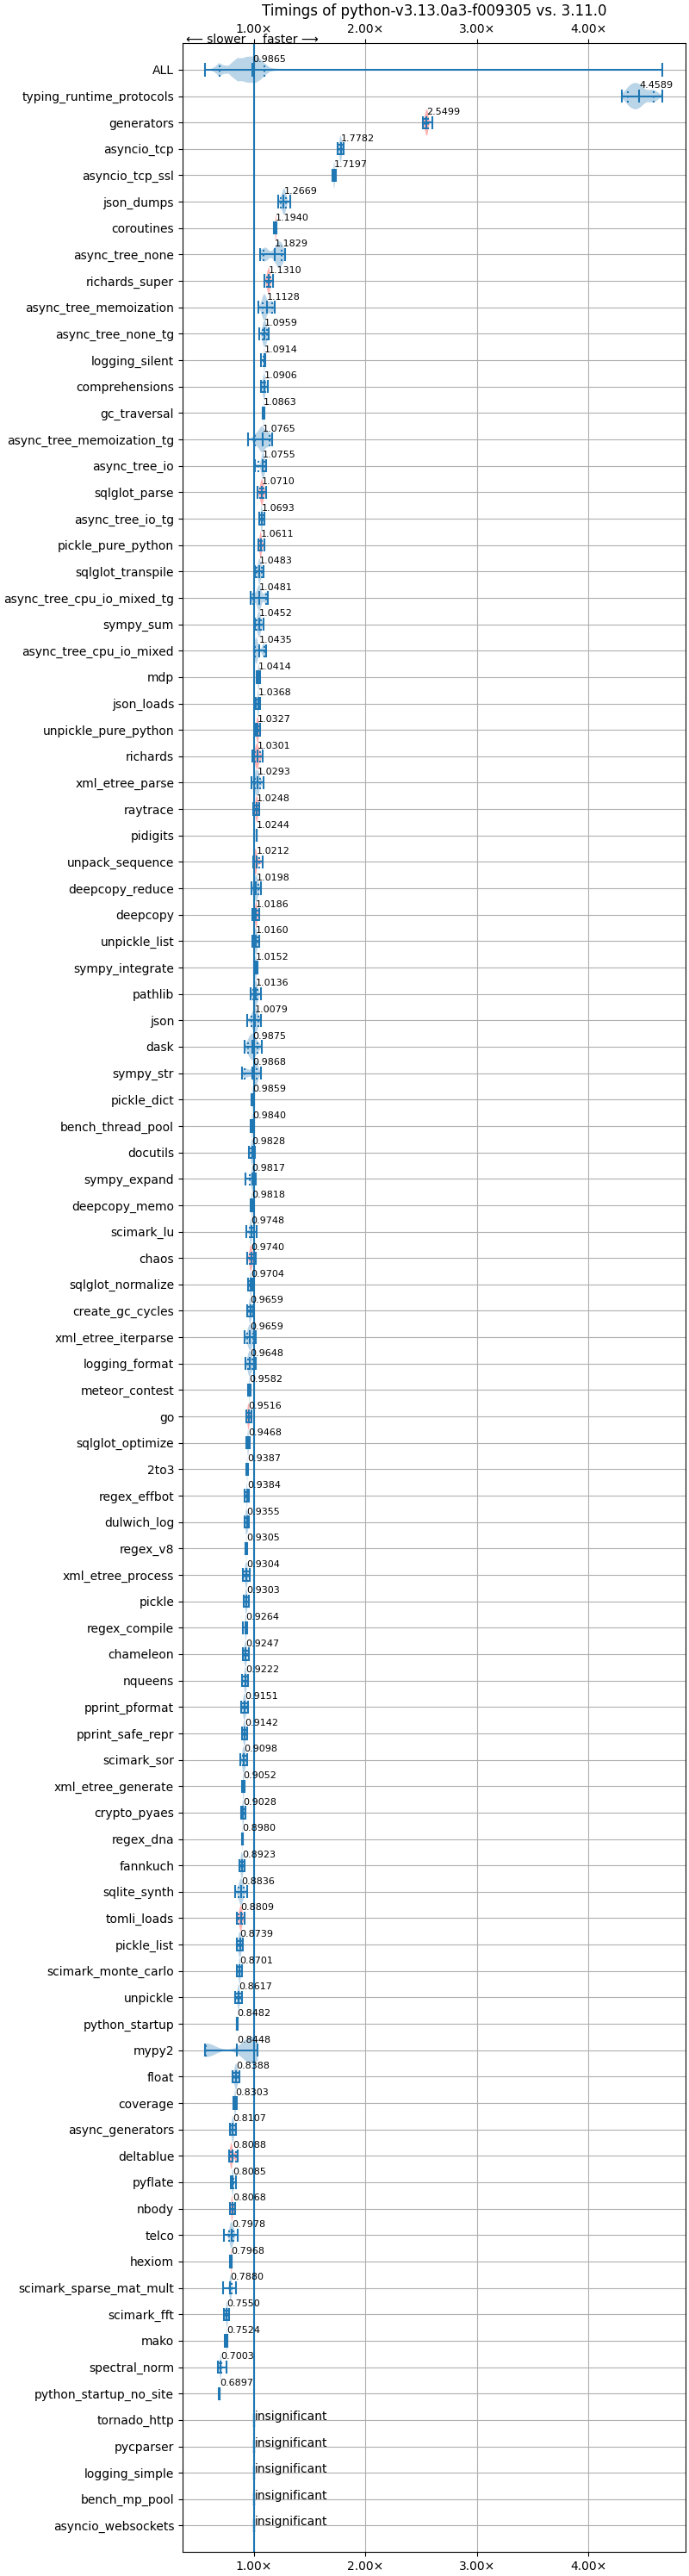 Timings of python-v3.13.0a3-f009305 vs. 3.11.0
1.00× 2.00× 3.00× 4.00×
⟵ slower faster ⟶
ALL 0.9865
typing_runtime_protocols 4.4589
generators 2.5499
asyncio_tcp 1.7782
asyncio_tcp_ssl 1.7197
json_dumps 1.2669
coroutines 1.1940
async_tree_none 1.1829
richards_super 1.1310
async_tree_memoization 1.1128
async_tree_none_tg 1.0959
logging_silent 1.0914
comprehensions 1.0906
gc_traversal 1.0863
async_tree_memoization_tg 1.0765
async_tree_io 1.0755
sqlglot_parse 1.0710
async_tree_io_tg 1.0693
pickle_pure_python 1.0611
sqlglot_transpile 1.0483
async_tree_cpu_io_mixed_tg 1.0481
sympy_sum 1.0452
async_tree_cpu_io_mixed 1.0435
mdp 1.0414
json_loads 1.0368
unpickle_pure_python 1.0327
richards 1.0301
xml_etree_parse 1.0293
raytrace 1.0248
pidigits 1.0244
unpack_sequence 1.0212
deepcopy_reduce 1.0198
deepcopy 1.0186
unpickle_list 1.0160
sympy_integrate 1.0152
pathlib 1.0136
json 1.0079
dask 0.9875
sympy_str 0.9868
pickle_dict 0.9859
bench_thread_pool 0.9840
docutils 0.9828
sympy_expand 0.9817
deepcopy_memo 0.9818
scimark_lu 0.9748
chaos 0.9740
sqlglot_normalize 0.9704
create_gc_cycles 0.9659
xml_etree_iterparse 0.9659
logging_format 0.9648
meteor_contest 0.9582
go 0.9516
sqlglot_optimize 0.9468
2to3 0.9387
regex_effbot 0.9384
dulwich_log 0.9355
regex_v8 0.9305
xml_etree_process 0.9304
pickle 0.9303
regex_compile 0.9264
chameleon 0.9247
nqueens 0.9222
pprint_pformat 0.9151
pprint_safe_repr 0.9142
scimark_sor 0.9098
xml_etree_generate 0.9052
crypto_pyaes 0.9028
regex_dna 0.8980
fannkuch 0.8923
sqlite_synth 0.8836
tomli_loads 0.8809
pickle_list 0.8739
scimark_monte_carlo 0.8701
unpickle 0.8617
python_startup 0.8482
mypy2 0.8448
float 0.8388
coverage 0.8303
async_generators 0.8107
deltablue 0.8088
pyflate 0.8085
nbody 0.8068
telco 0.7978
hexiom 0.7968
scimark_sparse_mat_mult 0.7880
scimark_fft 0.7550
mako 0.7524
spectral_norm 0.7003
python_startup_no_site 0.6897
tornado_http insignificant
pycparser insignificant
logging_simple insignificant
bench_mp_pool insignificant
asyncio_websockets insignificant
1.00× 2.00× 3.00× 4.00×